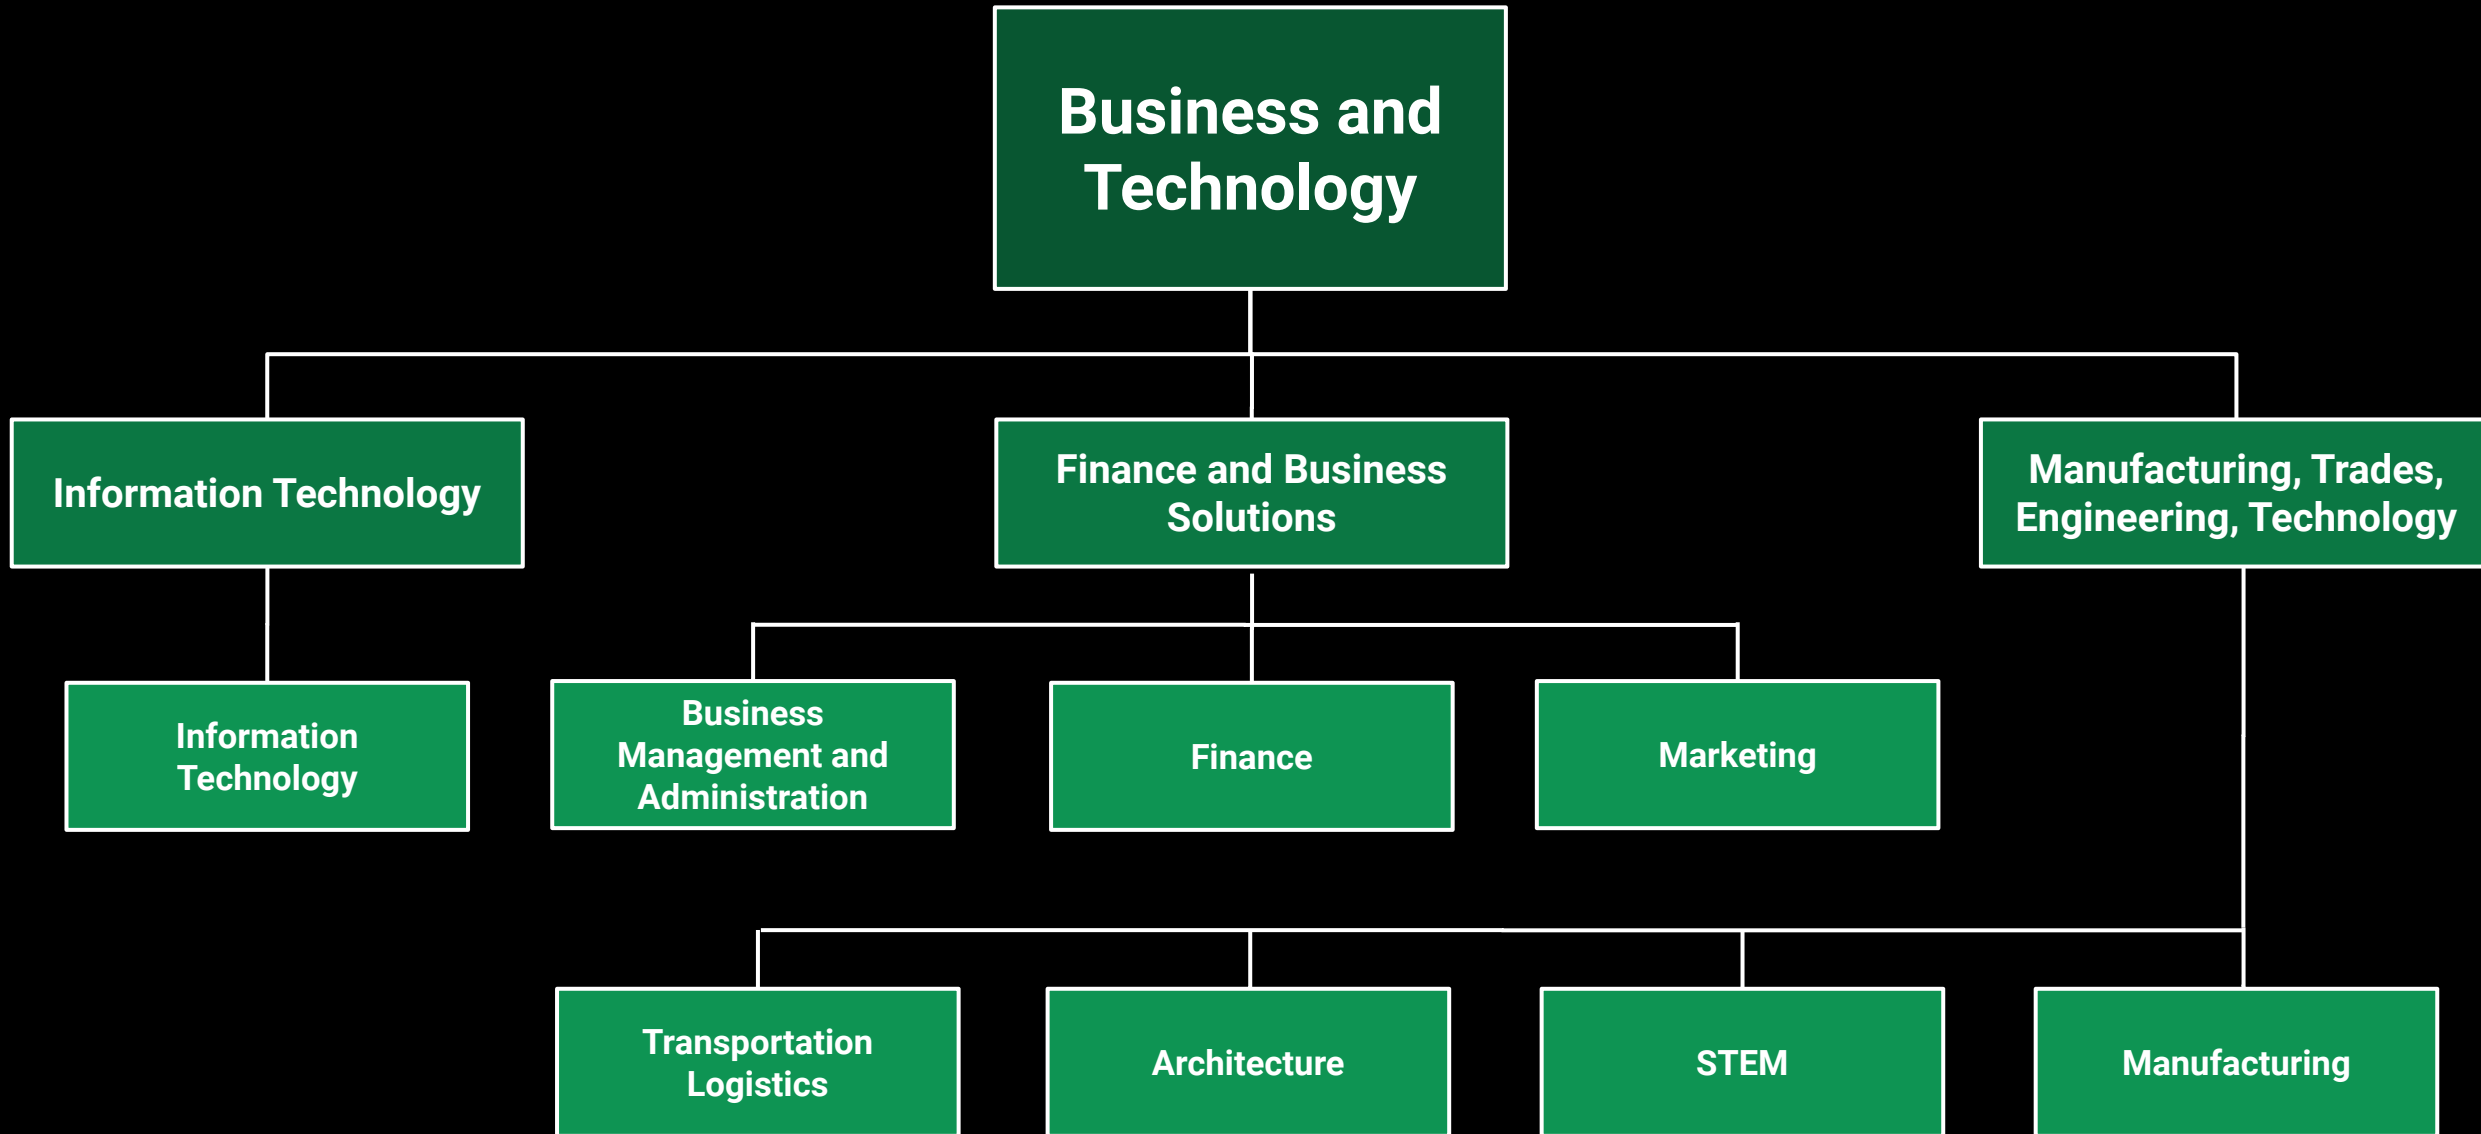 Business and
Technology
Information Technology
Finance and Business
Solutions
Manufacturing, Trades,
Engineering, Technology
Information
Technology
Business
Management and
Administration
Finance
Marketing
Transportation
Logistics
Architecture
STEM
Manufacturing